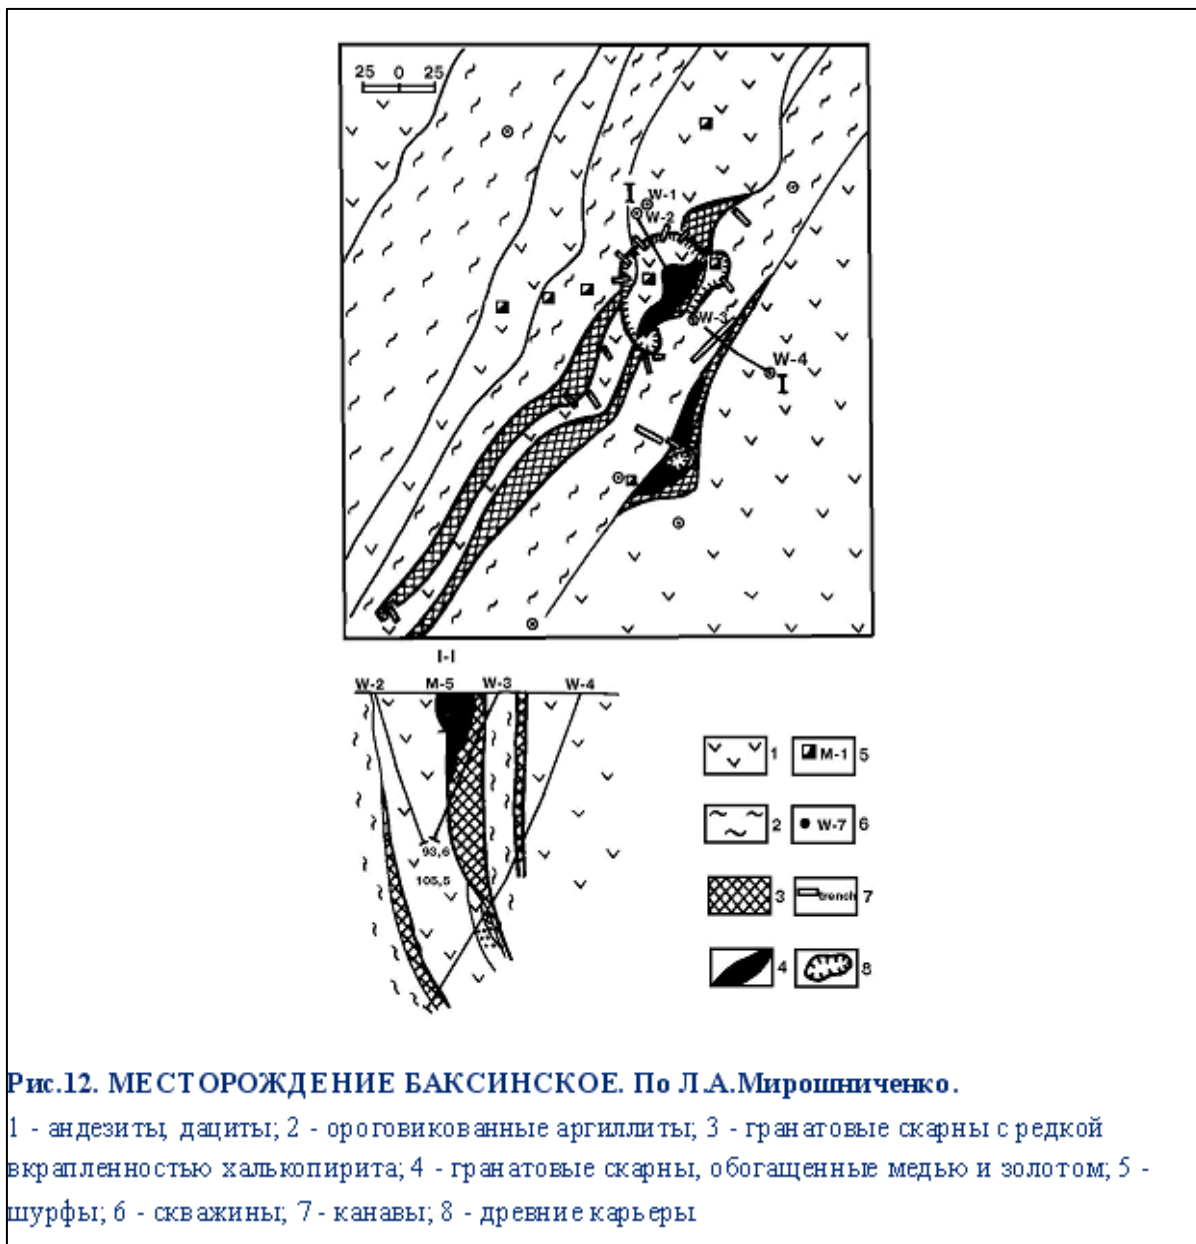 25 0 25
I W-1
W-2
W-3
W-4
I
I-I
W-2 M-5 W-3 W-4
93,6
105,5
1 M-1 5
2 W-7 6
3 trench 7
4 8
Рис.12. МЕСТОРОЖДЕНИЕ БАКСИНСКОЕ. По Л.А.Мирошниченко.
1 - андезиты, дациты; 2 - ороговикованные аргиллиты; 3 - гранатовые скарны с редкой
вкрапленностью халькопирита; 4 - гранатовые скарны, обогащенные медью и золотом; 5 -
шурфы; 6 - скважины; 7 - канавы; 8 - древние карьеры